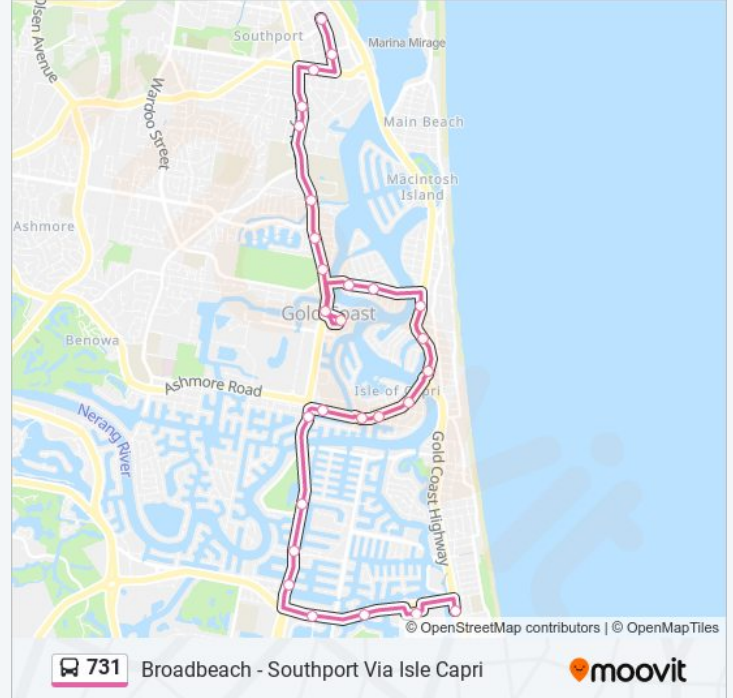 Olsen Avenue
Southport
Marina Mirage
Wardoo Street
Main Beach
Macintosh
Island
Ashmore
Gold Coast
Benowa
Ashmore Road
Isle of Capri
Nerang
River
Gold Coast Highway
© OpenStreetMap contributors | © OpenMapTiles
731 Broadbeach - Southport Via Isle Capri
moovit